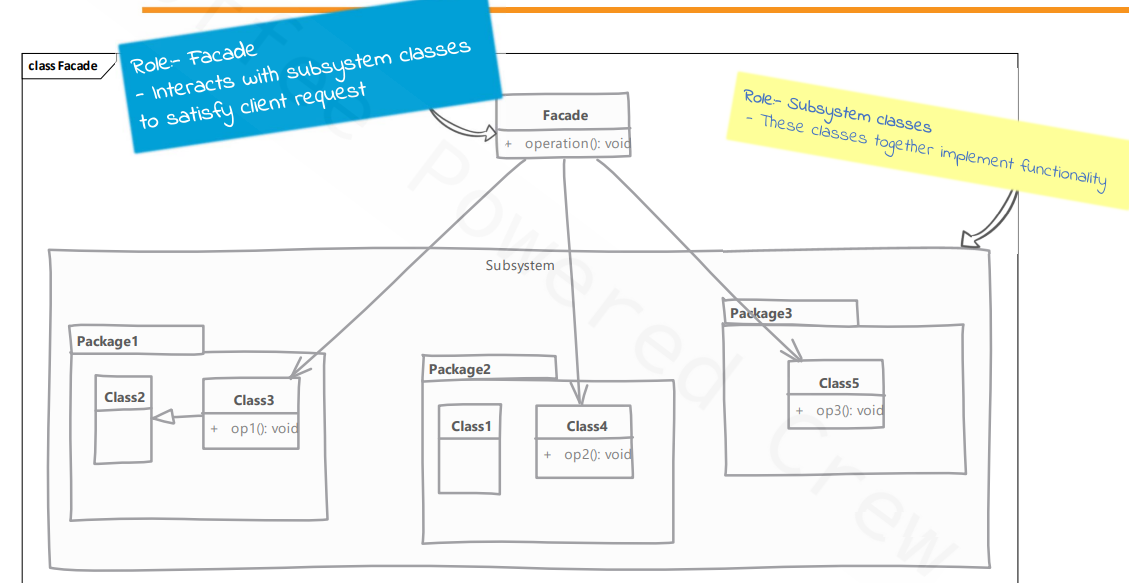 class Facade
Role:- Facade
- Interacts with subsystem classes
to satisfy client request
Role:- Subsystem classes
- These classes together implement functionality
Facade
+ operation(): void
Subsystem
Package1
Class2
Class3
+ op1(): void
Package2
Class1
Class4
+ op2(): void
Package3
Class5
+ op3(): void
Powered
Crew